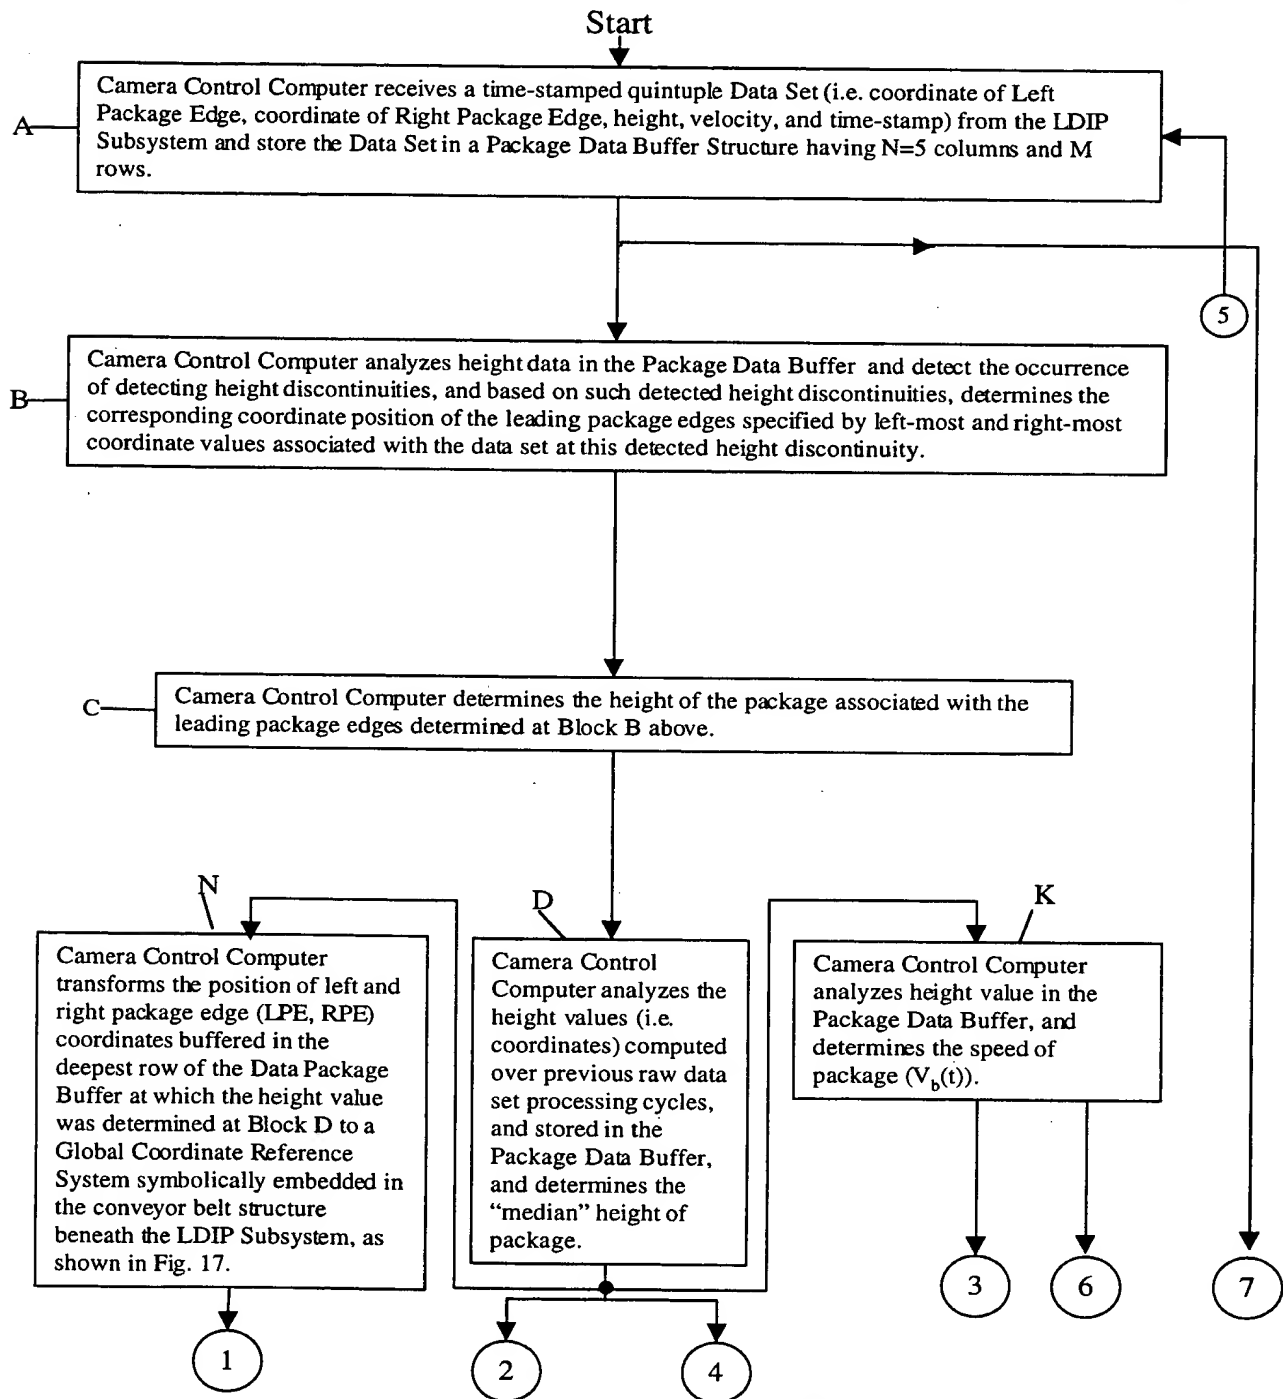 Start
A
Camera Control Computer receives a time-stamped quintuple Data Set (i.e. coordinate of Left
Package Edge, coordinate of Right Package Edge, height, velocity, and time-stamp) from the LDIP
Subsystem and store the Data Set in a Package Data Buffer Structure having N=5 columns and M
rows.
5
B
Camera Control Computer analyzes height data in the Package Data Buffer and detect the occurrence
of detecting height discontinuities, and based on such detected height discontinuities, determines the
corresponding coordinate position of the leading package edges specified by left-most and right-most
coordinate values associated with the data set at this detected height discontinuity.
C
Camera Control Computer determines the height of the package associated with the
leading package edges determined at Block B above.
N
Camera Control Computer
transforms the position of left and
right package edge (LPE, RPE)
coordinates buffered in the
deepest row of the Data Package
Buffer at which the height value
was determined at Block D to a
Global Coordinate Reference
System symbolically embedded in
the conveyor belt structure
beneath the LDIP Subsystem, as
shown in Fig. 17.
D
Camera Control
Computer analyzes the
height values (i.e.
coordinates) computed
over previous raw data
set processing cycles,
and stored in the
Package Data Buffer,
and determines the
“median” height of
package.
K
Camera Control Computer
analyzes height value in the
Package Data Buffer, and
determines the speed of
package (V_b(t)).
1
2
4
3
6
7